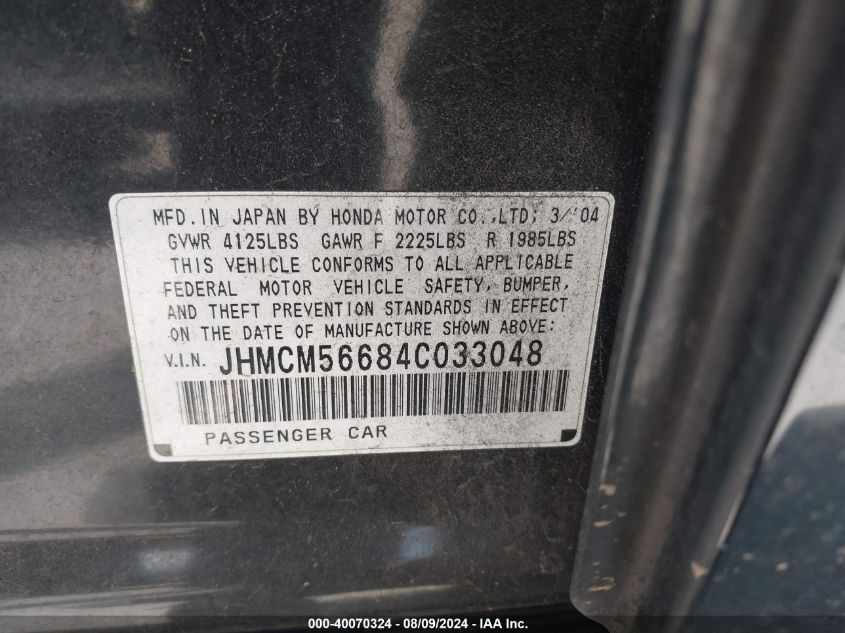 MFD. IN JAPAN BY HONDA MOTOR CO.,LTD; 3/'04
GVWR 4125LBS GAWR F 2225LBS R 1985LBS
THIS VEHICLE CONFORMS TO ALL APPLICABLE
FEDERAL MOTOR VEHICLE SAFETY, BUMPER,
AND THEFT PREVENTION STANDARDS IN EFFECT
ON THE DATE OF MANUFACTURE SHOWN ABOVE:
V.I.N. JHMCM56684C033048
PASSENGER CAR
000-40070324 - 08/09/2024 - IAA Inc.